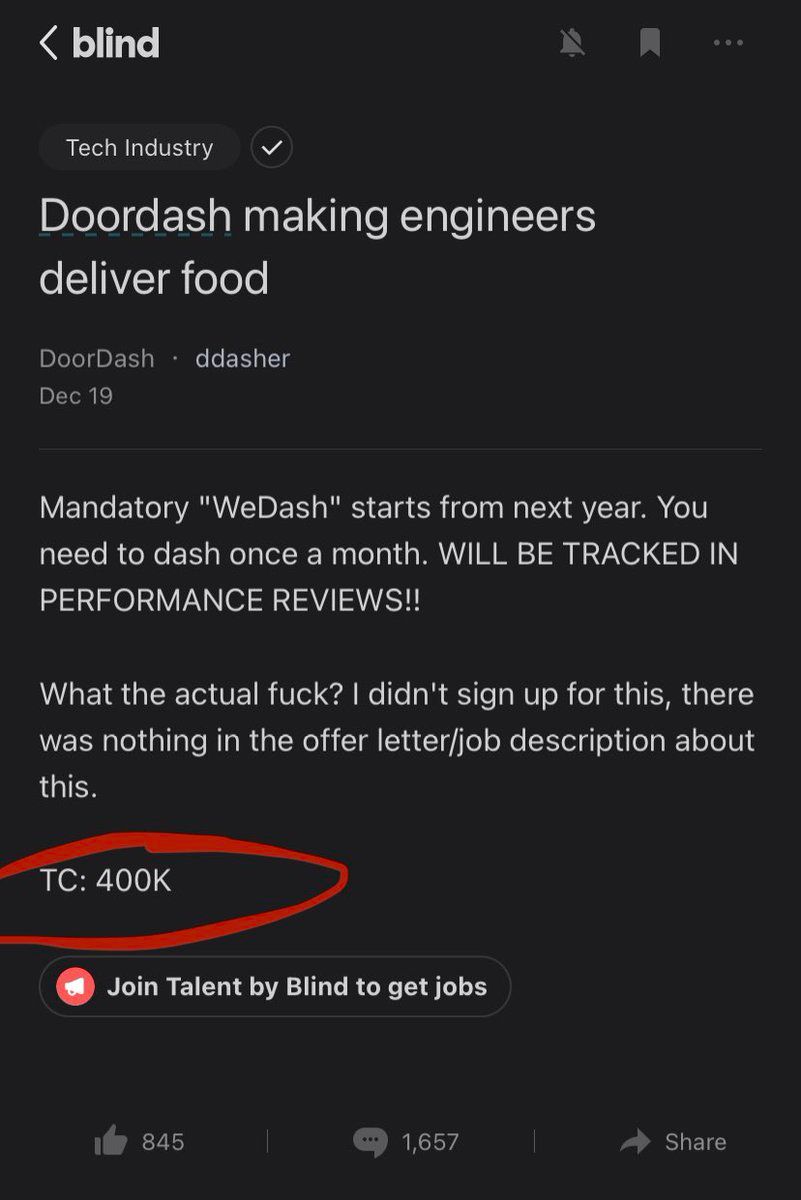 blind
Tech Industry
Doordash making engineers
deliver food
DoorDash · ddasher
Dec 19
Mandatory "WeDash" starts from next year. You
need to dash once a month. WILL BE TRACKED IN
PERFORMANCE REVIEWS!!
What the actual fuck? I didn't sign up for this, there
was nothing in the offer letter/job description about
this.
TC: 400K
Join Talent by Blind to get jobs
845
1,657
Share